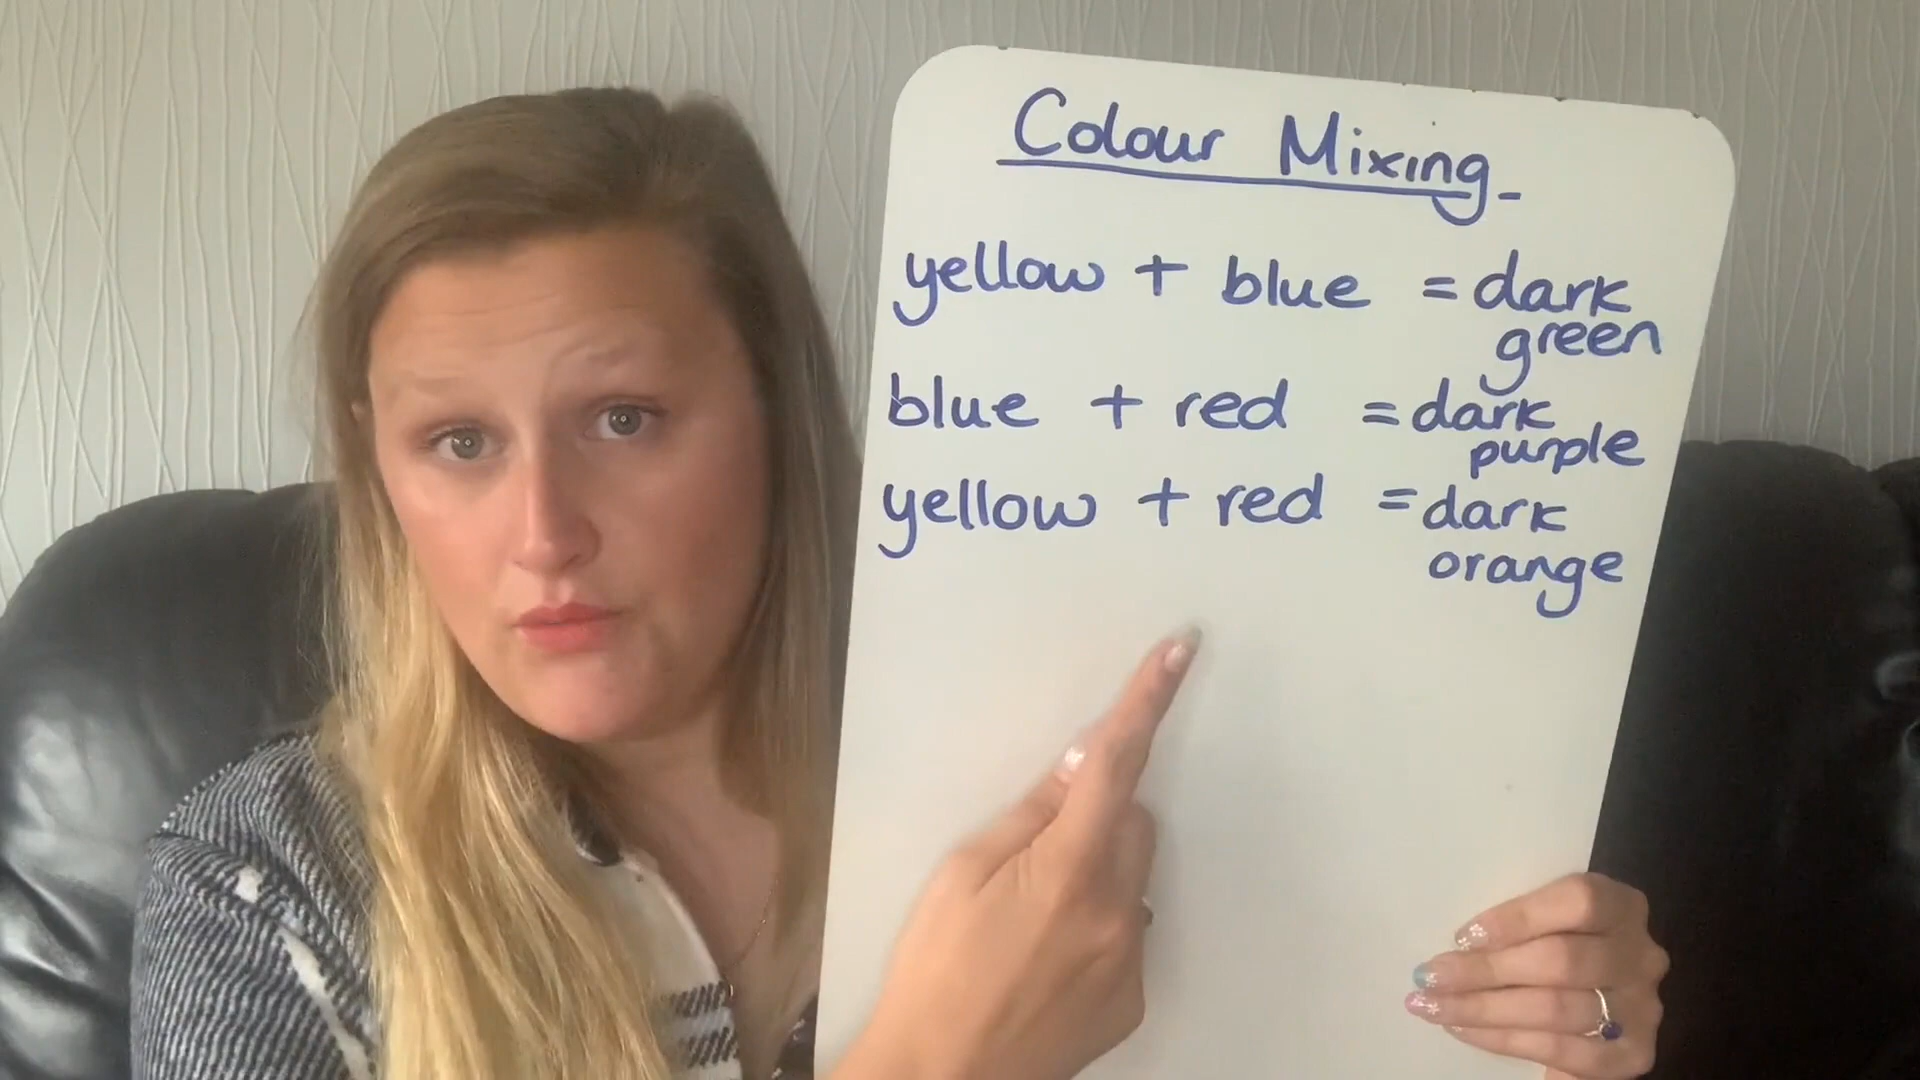 Colour Mixing
yellow + blue = dark
green
blue + red = dark
purple
yellow + red = dark
orange